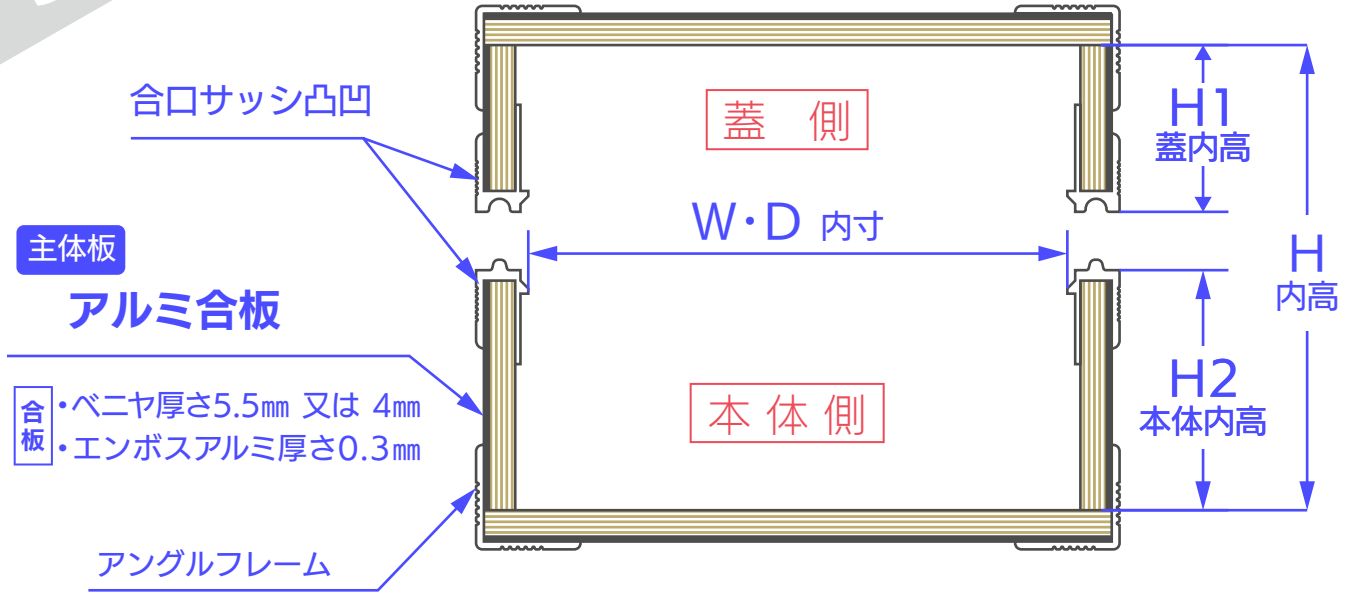 合口サッシ凸凹
蓋 側
H1
蓋内高
W・D 内寸
主体板
アルミ合板
H
内高
合板
・ベニヤ厚さ5.5㎜ 又は 4㎜
・エンボスアルミ厚さ0.3㎜
本 体 側
H2
本体内高
アングルフレーム